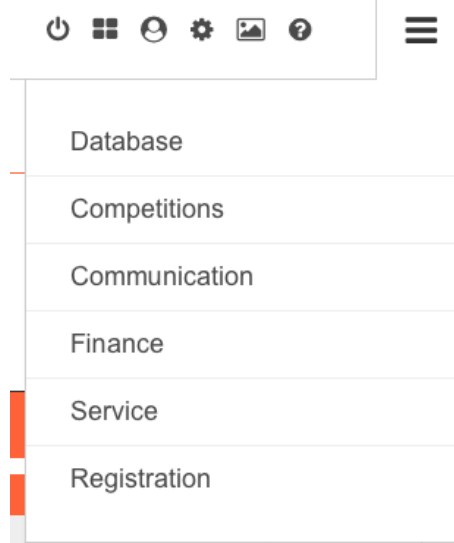 Database
Competitions
Communication
Finance
Service
Registration